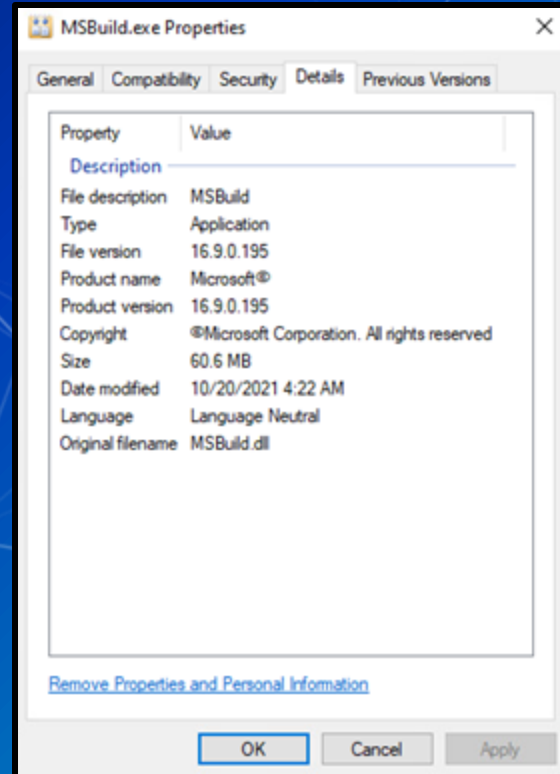 MSBuild.exe Properties
General Compatibility Security Details Previous Versions
Property Value
Description
File description MSBuild
Type Application
File version 16.9.0.195
Product name Microsoft®
Product version 16.9.0.195
Copyright ©Microsoft Corporation. All rights reserved
Size 60.6 MB
Date modified 10/20/2021 4:22 AM
Language Language Neutral
Original filename MSBuild.dll
Remove Properties and Personal Information
OK Cancel Apply